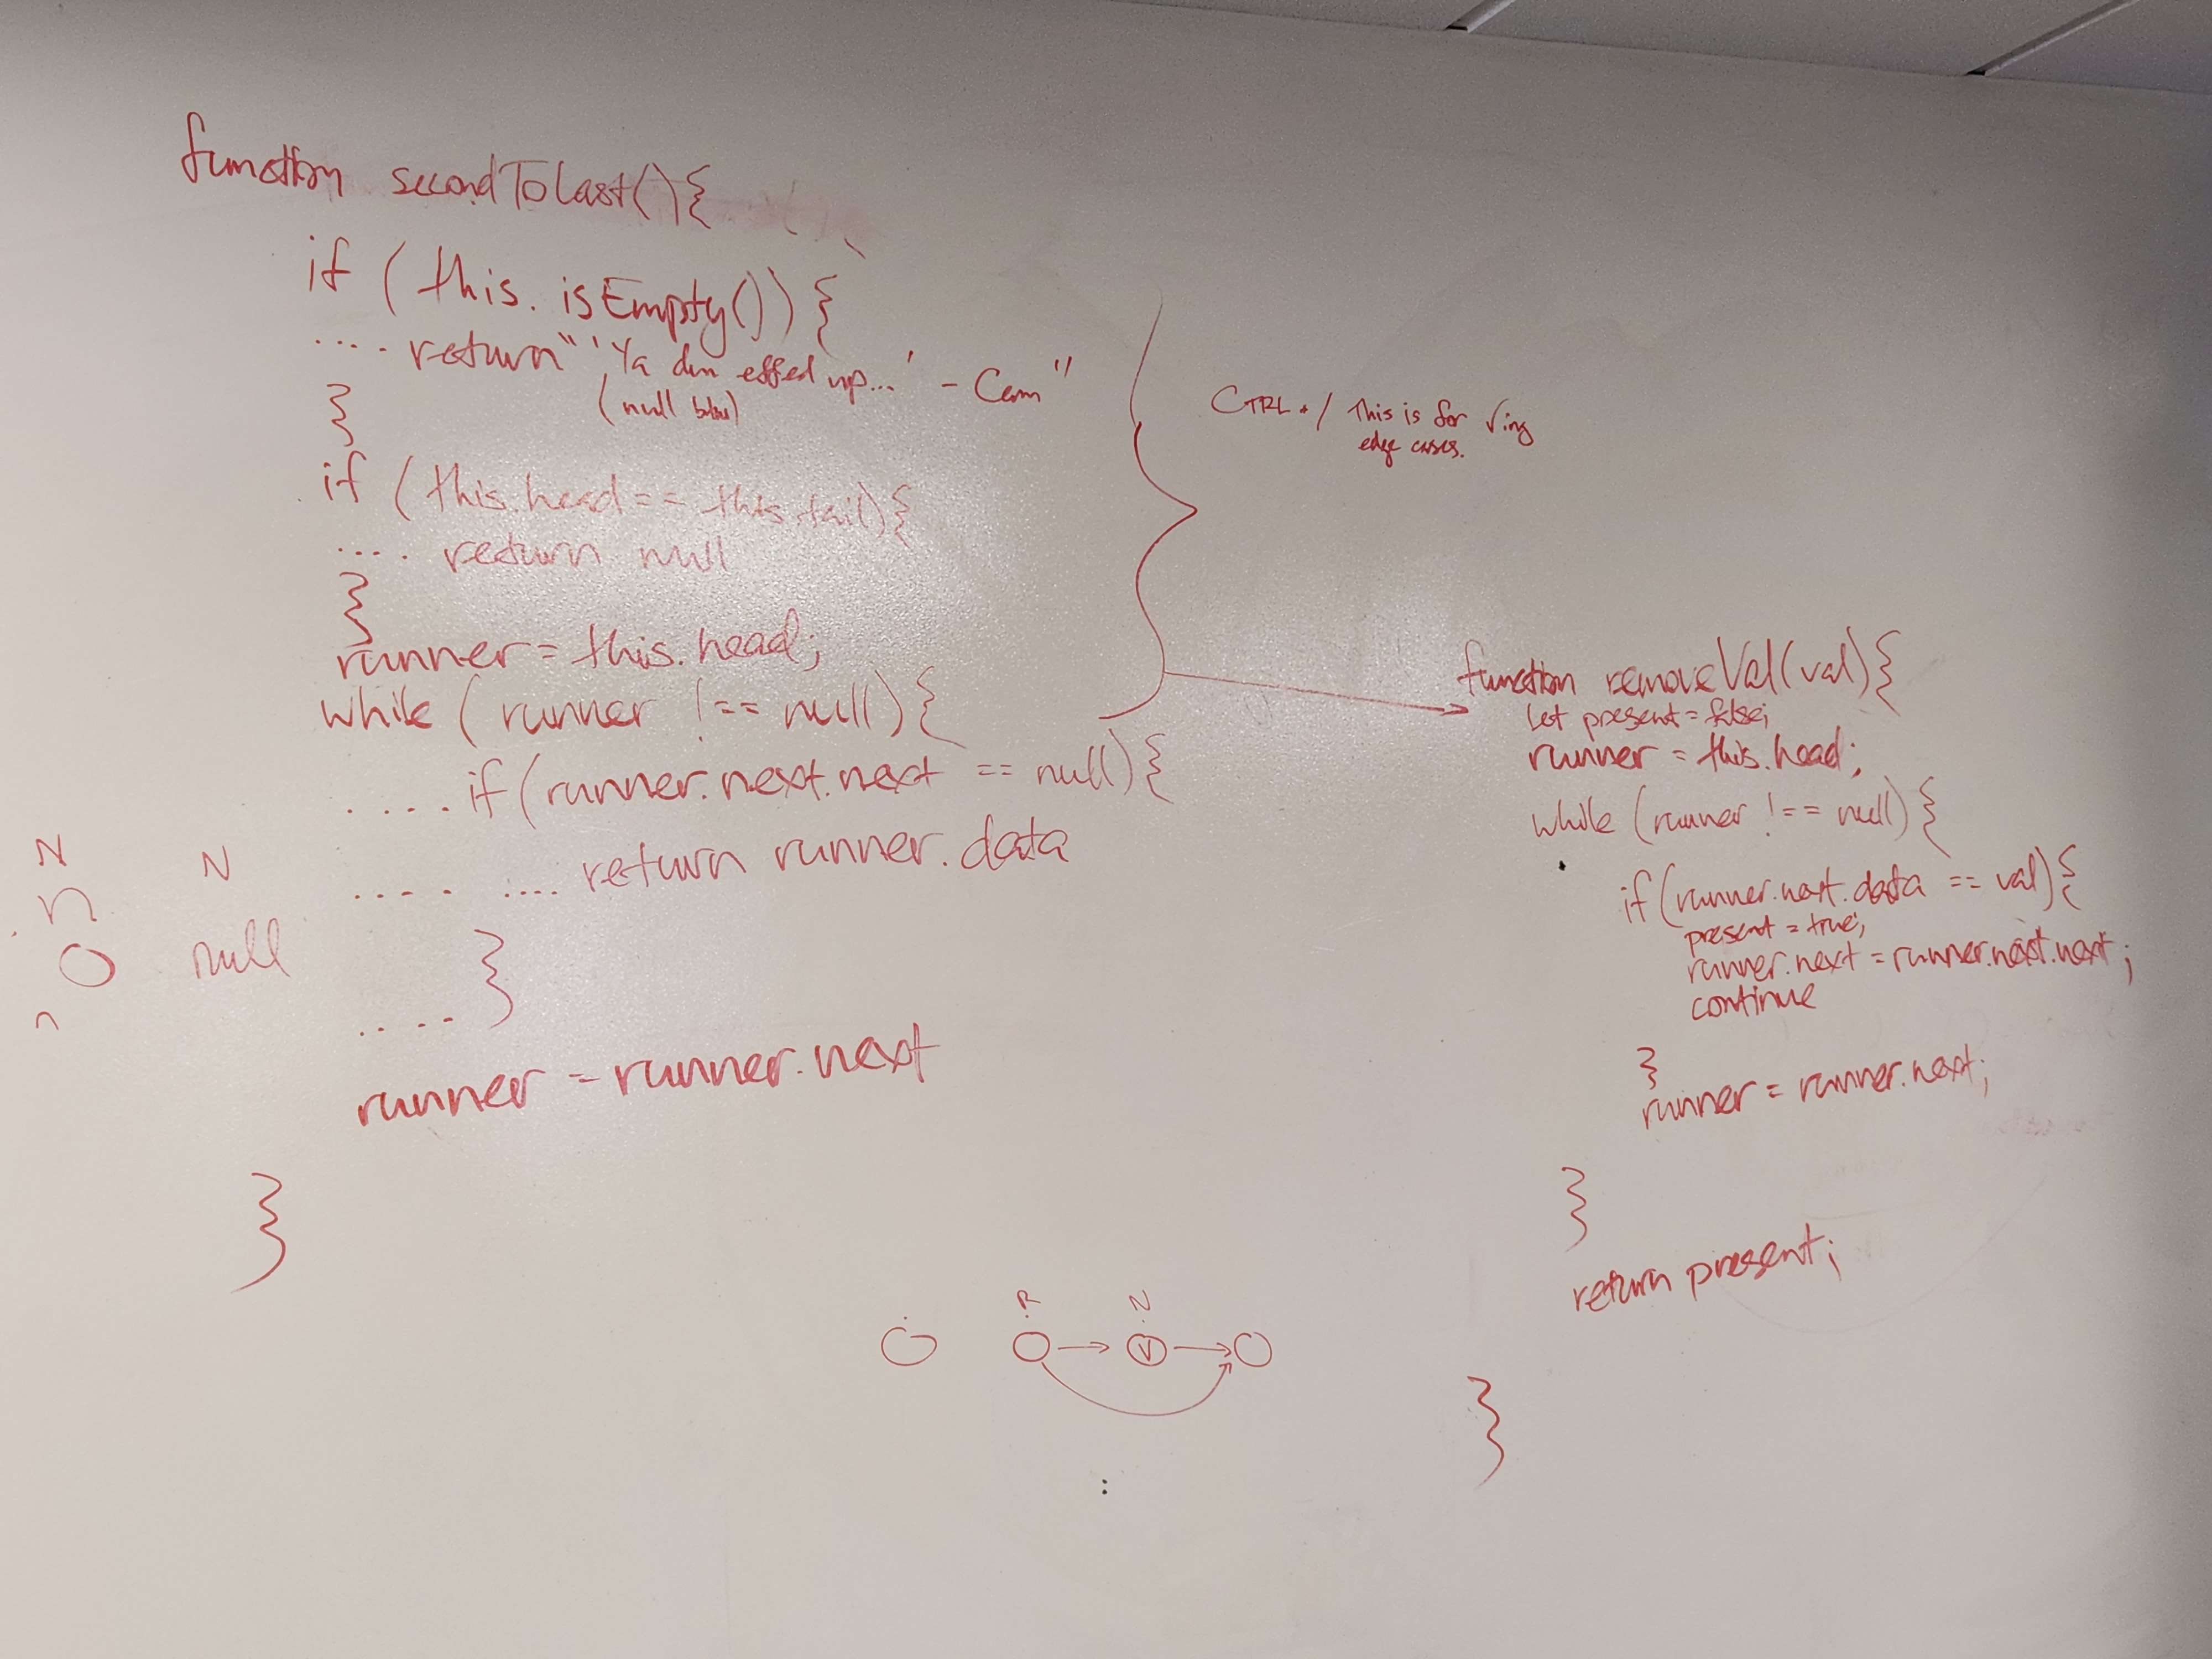 function secondToLast(){
if (this.isEmpty()){
.... return "'Ya dun effed up...' - Cam"
(null below)
}
if (this.head == this.tail){
.... return null
}
runner = this.head;
while (runner !== null){
.... if (runner.next.next == null){
.... .... return runner.data
.... }
runner = runner.next
}
N N
n
O null
n
CTRL + / This is for √ing
edge cases.
function removeVal(val){
let present = false;
runner = this.head;
while (runner !== null){
if (runner.next.data == val){
present = true;
runner.next = runner.next.next;
continue
}
runner = runner.next;
}
return present;
}
R N
V